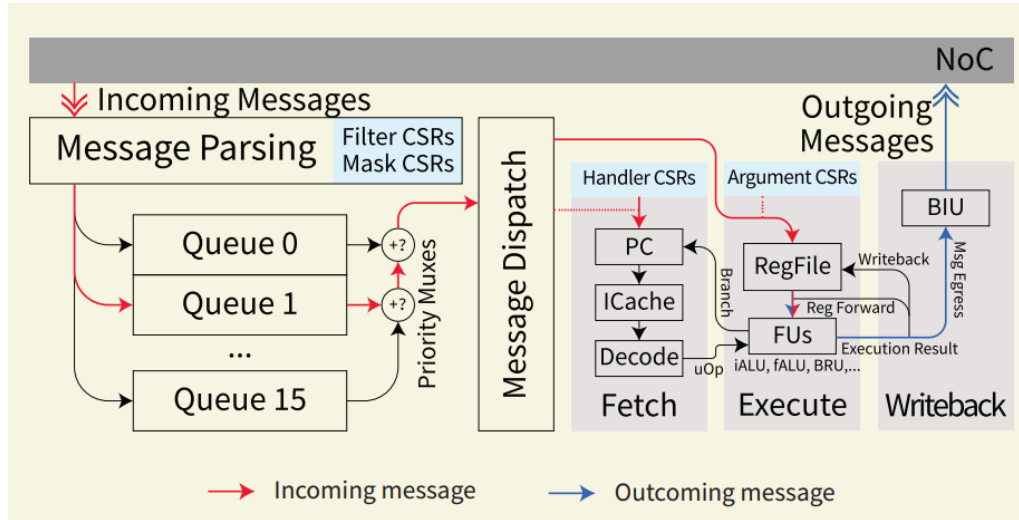 NoC
Incoming Messages
Outgoing
Messages
Message Parsing
Filter CSRs
Mask CSRs
Queue 0
Queue 1
...
Queue 15
+?
+?
Priority Muxes
Message Dispatch
Handler CSRs
PC
ICache
Decode
Fetch
Branch
uOp
Argument CSRs
RegFile
Reg Forward
FUs
iALU, fALU, BRU,...
Execute
Writeback
Execution Result
BIU
Msg Egress
Writeback
Incoming message
Outcoming message